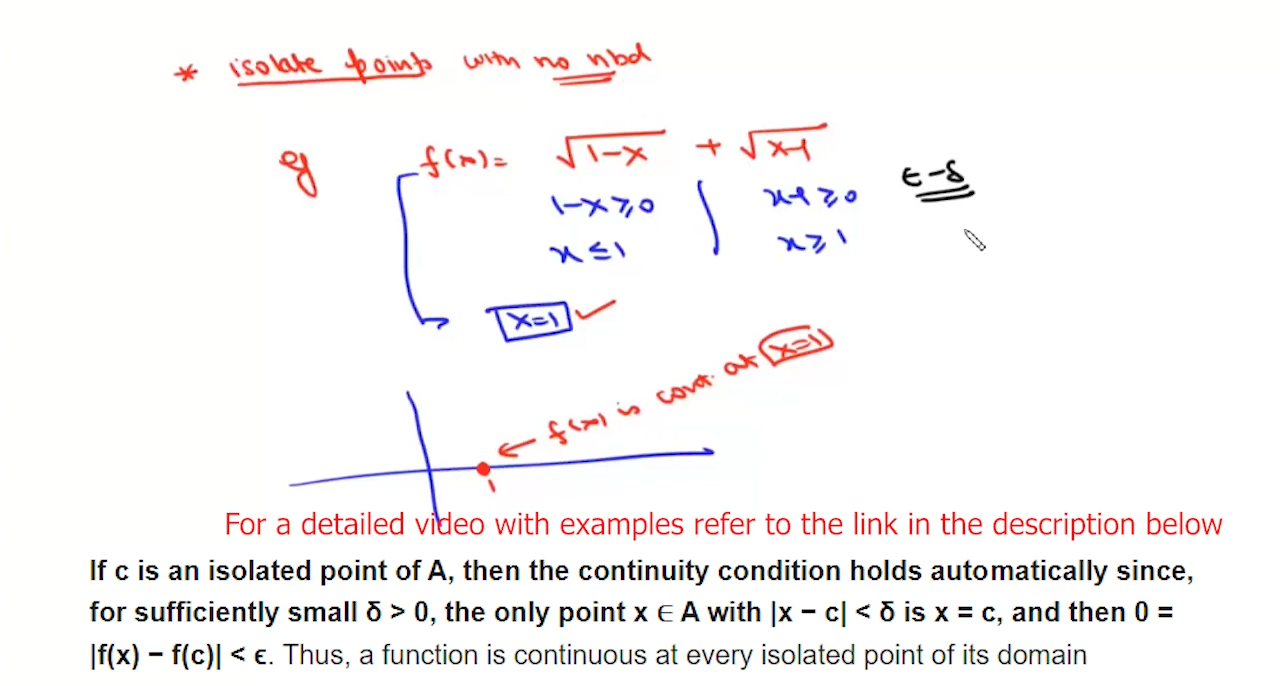 * isolate points with no nbd
eg f(x) = √1-x + √x-1
1-x ≥ 0 | x-1 ≥ 0
x ≤ 1 | x ≥ 1
ϵ-δ
x=1 ✓
← f(x) is cont. at x=1
1
For a detailed video with examples refer to the link in the description below
If c is an isolated point of A, then the continuity condition holds automatically since,
for sufficiently small δ > 0, the only point x ∈ A with |x − c| < δ is x = c, and then 0 =
|f(x) − f(c)| < ϵ. Thus, a function is continuous at every isolated point of its domain